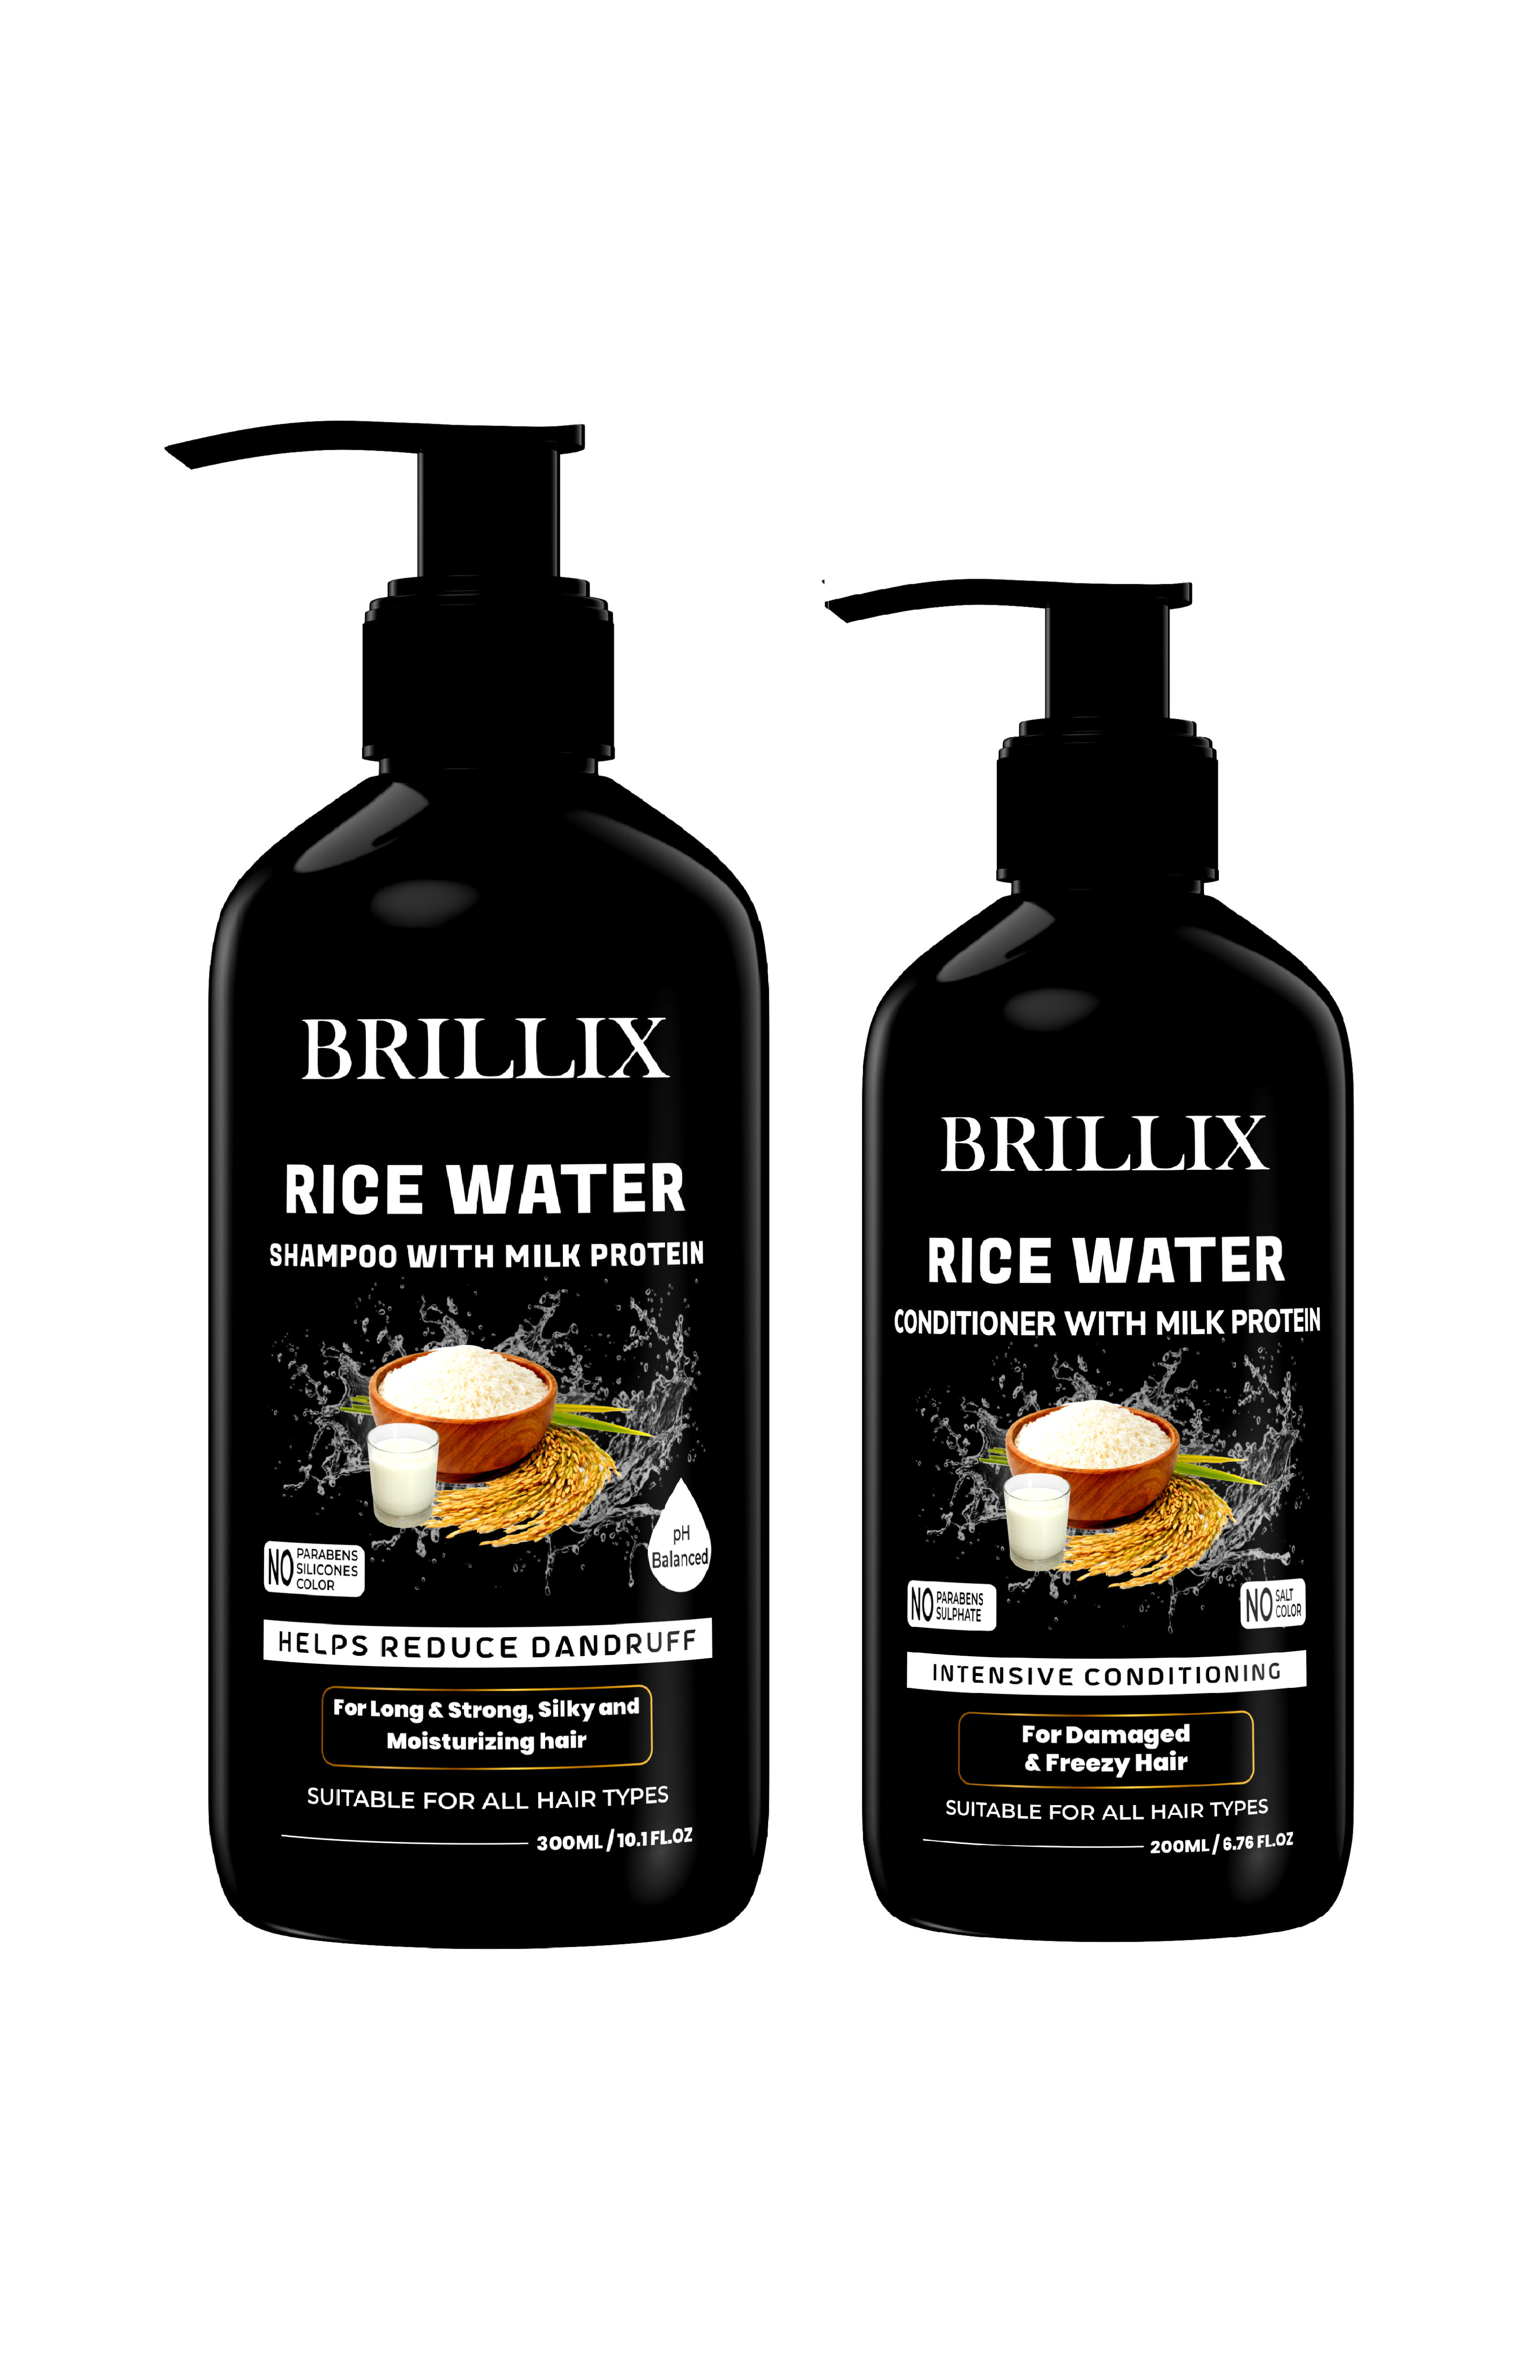 BRILLIX
RICE WATER
SHAMPOO WITH MILK PROTEIN
NO PARABENS
SILICONES
COLOR
pH
Balanced
HELPS REDUCE DANDRUFF
For Long & Strong, Silky and
Moisturizing hair
SUITABLE FOR ALL HAIR TYPES
300ML / 10.1 FL.OZ
BRILLIX
RICE WATER
CONDITIONER WITH MILK PROTEIN
NO PARABENS
SULPHATE
NO SALT
COLOR
INTENSIVE CONDITIONING
For Damaged
& Freezy Hair
SUITABLE FOR ALL HAIR TYPES
200ML / 6.76 FL.OZ